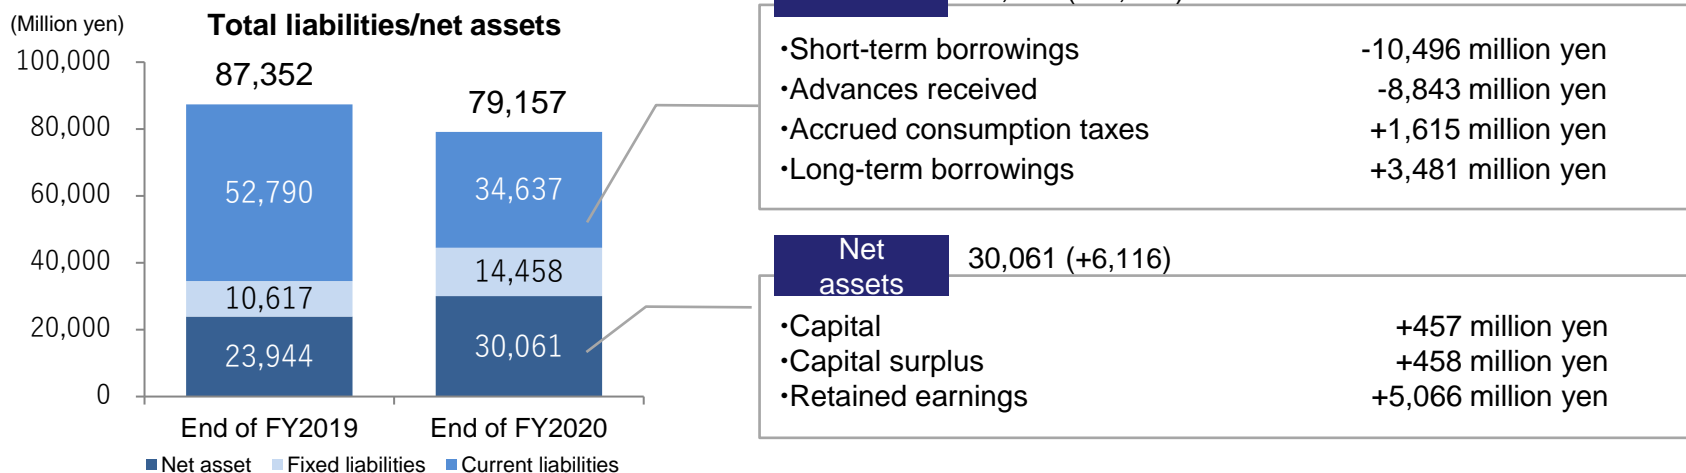 (Million yen)
Total liabilities/net assets
100,000
80,000
60,000
40,000
20,000
0
87,352
52,790
10,617
23,944
79,157
34,637
14,458
30,061
End of FY2019
End of FY2020
Net asset
Fixed liabilities
Current liabilities
・Short-term borrowings -10,496 million yen
・Advances received -8,843 million yen
・Accrued consumption taxes +1,615 million yen
・Long-term borrowings +3,481 million yen
Net
assets
30,061 (+6,116)
・Capital +457 million yen
・Capital surplus +458 million yen
・Retained earnings +5,066 million yen